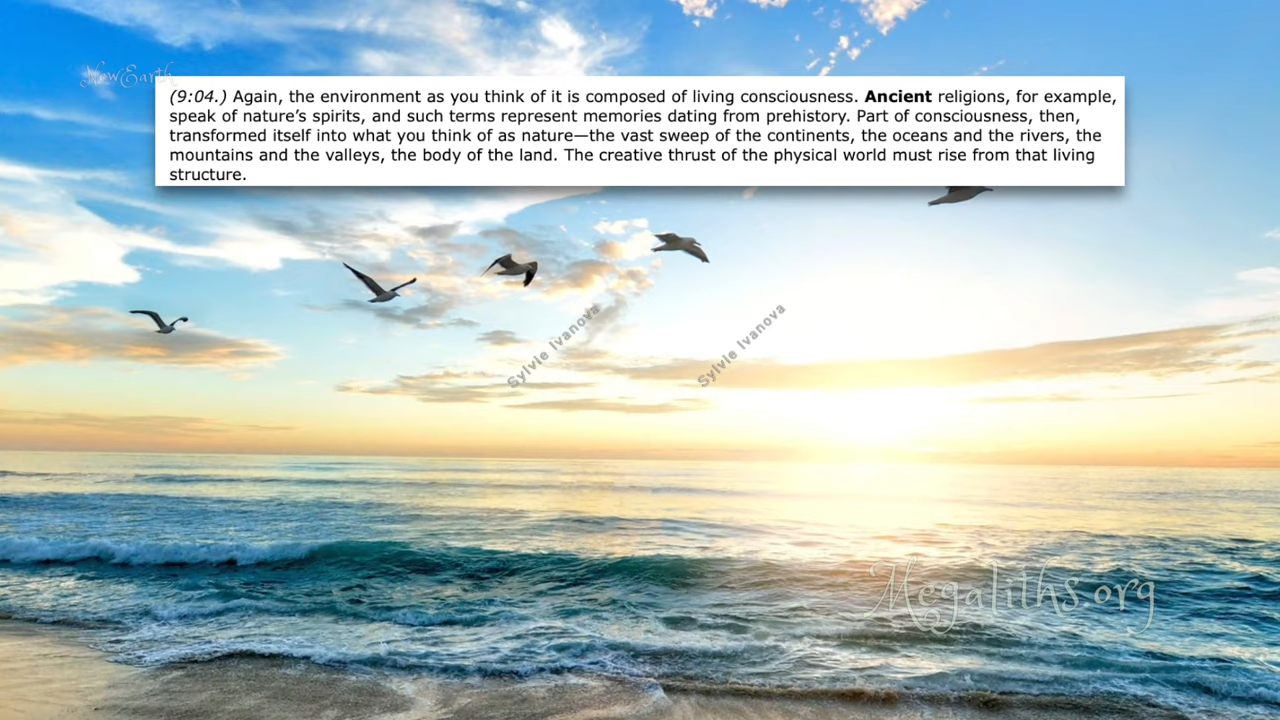 NewEarth
(9:04.) Again, the environment as you think of it is composed of living consciousness. Ancient religions, for example,
speak of nature’s spirits, and such terms represent memories dating from prehistory. Part of consciousness, then,
transformed itself into what you think of as nature—the vast sweep of the continents, the oceans and the rivers, the
mountains and the valleys, the body of the land. The creative thrust of the physical world must rise from that living
structure.
Sylvie Ivanova
Sylvie Ivanova
Megaliths.org